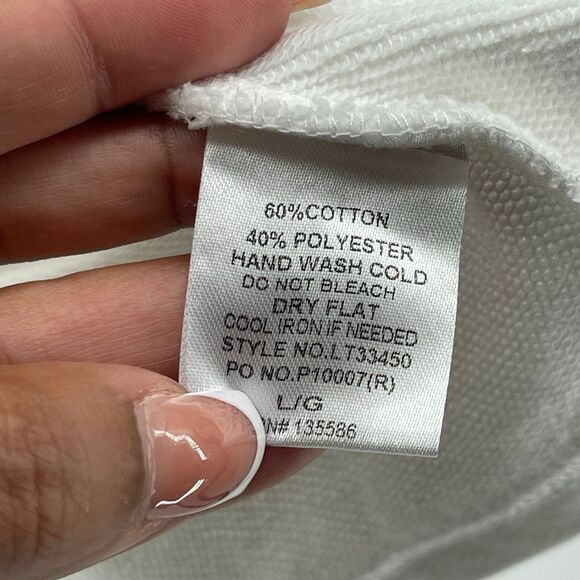 60%COTTON
40% POLYESTER
HAND WASH COLD
DO NOT BLEACH
DRY FLAT
COOL IRON IF NEEDED
STYLE NO.LT33450
PO NO.P10007(R)
L/G
135586